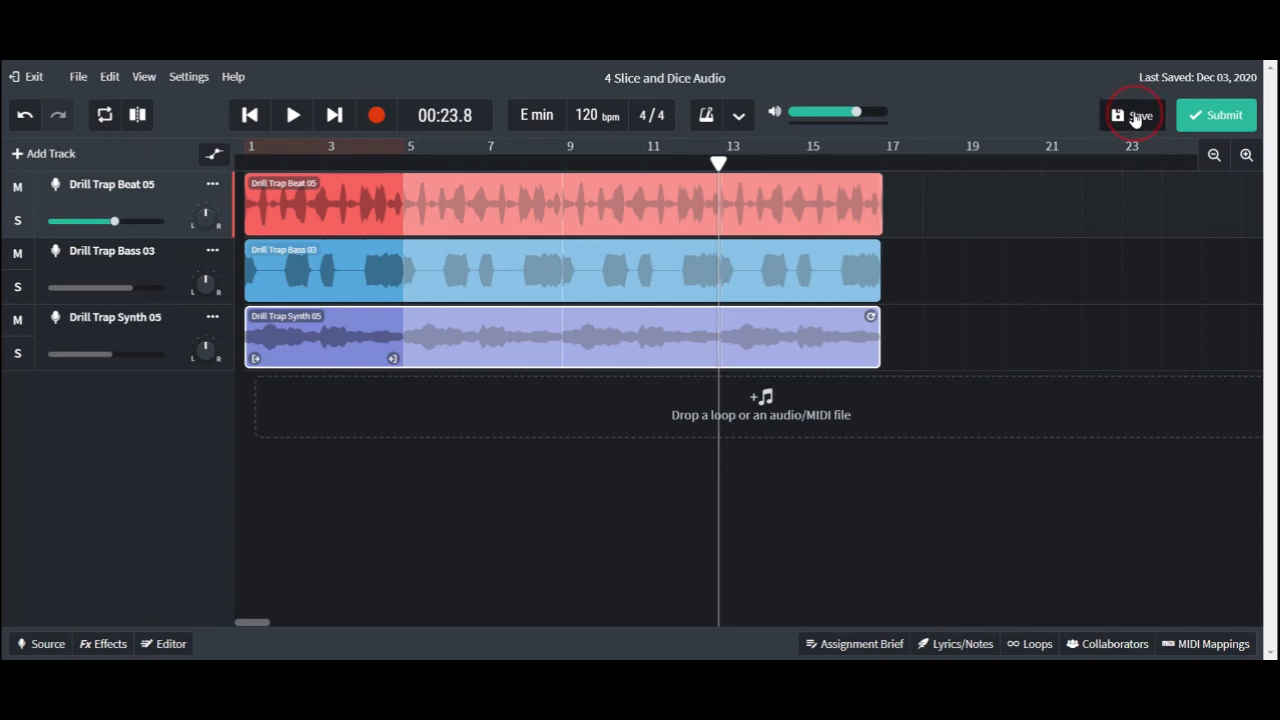 Exit File Edit View Settings Help 4 Slice and Dice Audio Last Saved: Dec 03, 2020
00:23.8 E min 120 bpm 4 / 4 Save Submit
+ Add Track 1 3 5 7 9 11 13 15 17 19 21 23
M Drill Trap Beat 05 ••• Drill Trap Beat 05
S L R
M Drill Trap Bass 03 ••• Drill Trap Bass 03
S L R
M Drill Trap Synth 05 ••• Drill Trap Synth 05
S L R
Drop a loop or an audio/MIDI file
Source Fx Effects Editor Assignment Brief Lyrics/Notes Loops Collaborators MIDI Mappings